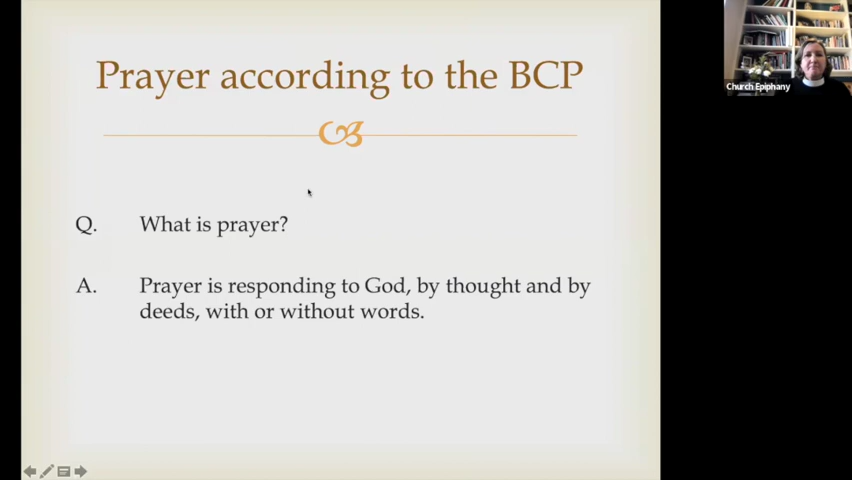 Prayer according to the BCP
Church Epiphany
Q. What is prayer?
A. Prayer is responding to God, by thought and by
deeds, with or without words.